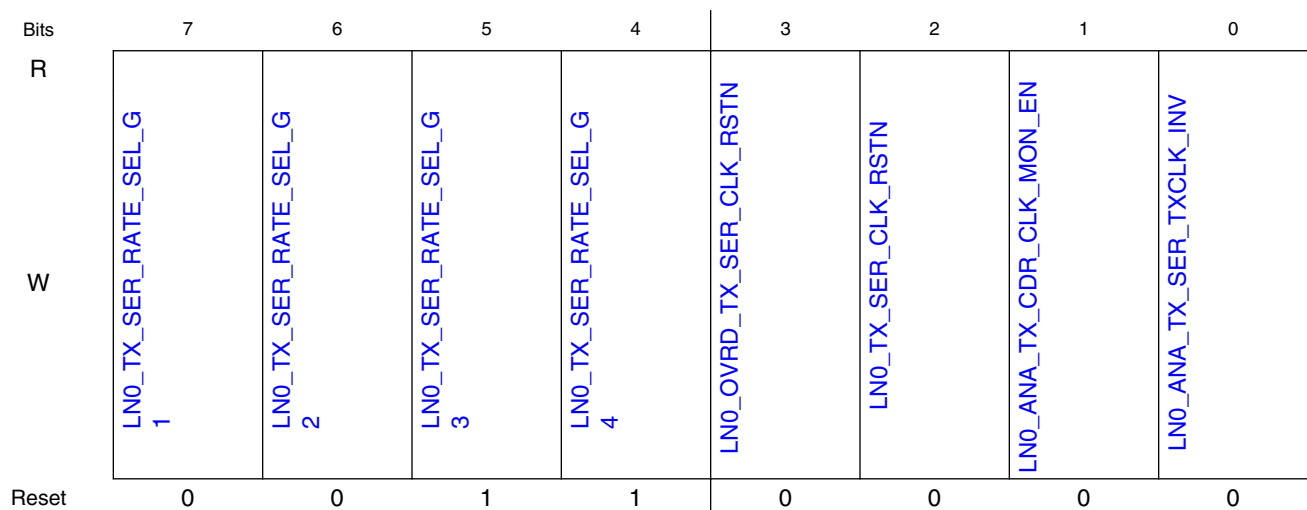 Bits 7 6 5 4 3 2 1 0
R
W
LN0_TX_SER_RATE_SEL_G
1
LN0_TX_SER_RATE_SEL_G
2
LN0_TX_SER_RATE_SEL_G
3
LN0_TX_SER_RATE_SEL_G
4
LN0_OVRD_TX_SER_CLK_RSTN
LN0_TX_SER_CLK_RSTN
LN0_ANA_TX_CDR_CLK_MON_EN
LN0_ANA_TX_SER_TXCLK_INV
Reset 0 0 1 1 0 0 0 0